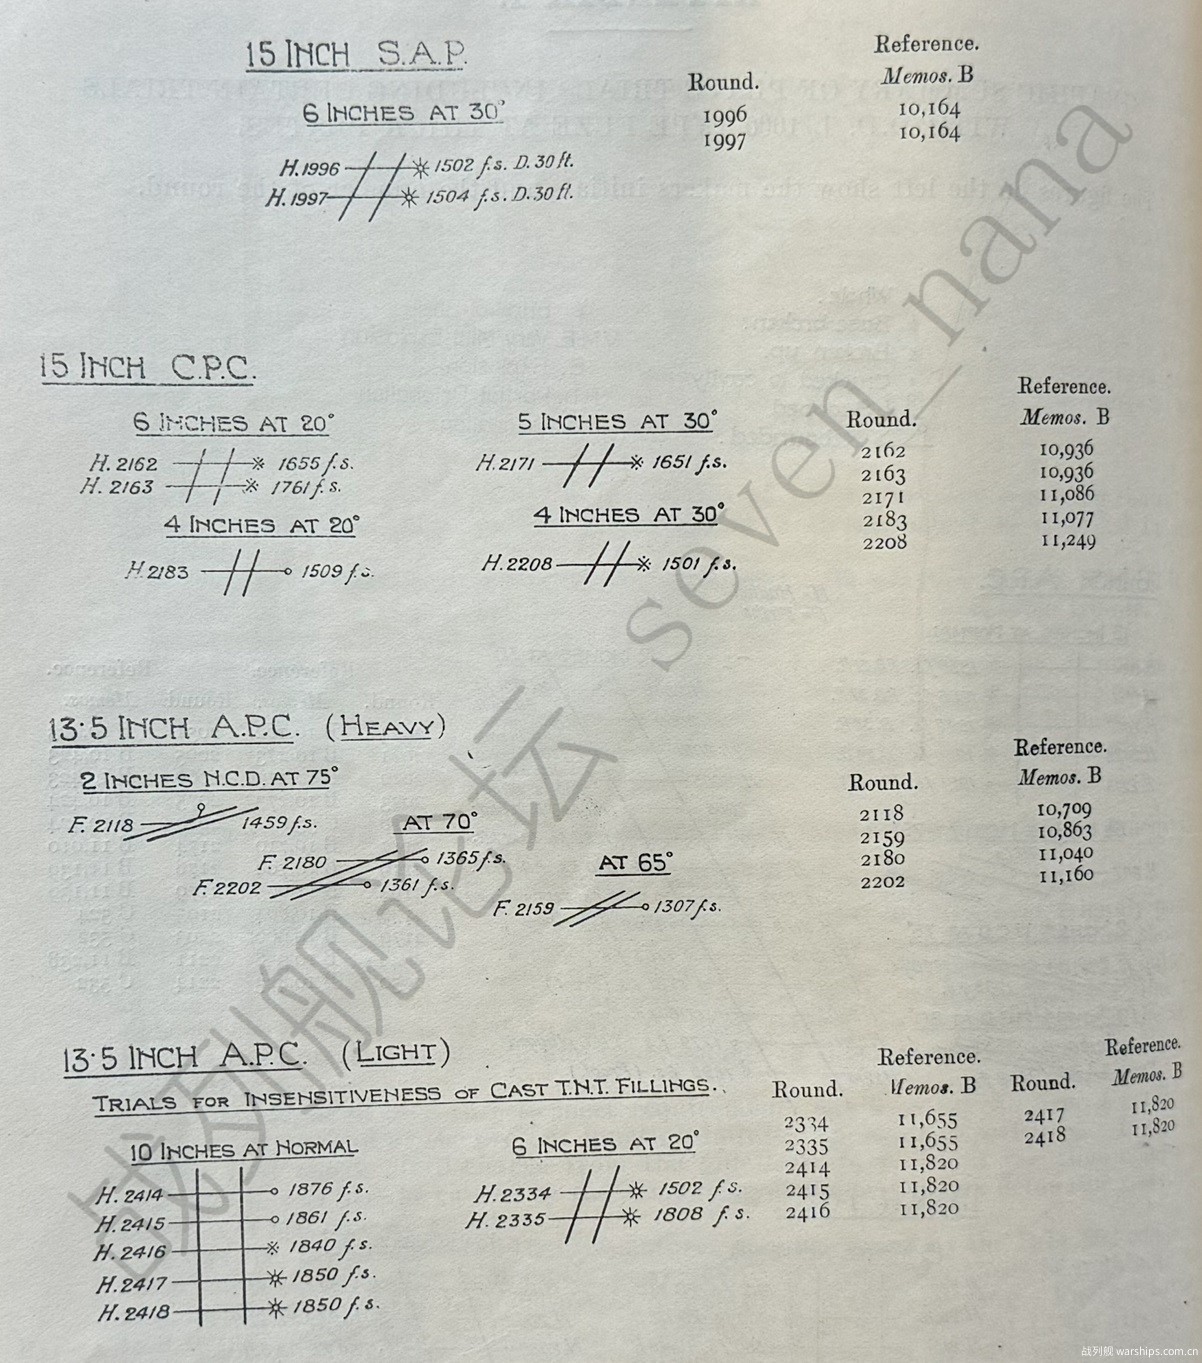 15 INCH S.A.P.
Reference.
Round. Memos. B
6 INCHES AT 30°
1996 10,164
1997 10,164
H.1996 1502 f.s. D.30 ft.
H.1997 1504 f.s. D.30 ft.
15 INCH C.P.C.
Reference.
Round. Memos. B
6 INCHES AT 20° 5 INCHES AT 30°
2162 10,936
2163 10,936
2171 11,086
2183 11,077
2208 11,249
H.2162 1655 f.s. H.2171 1651 f.s.
H.2163 1761 f.s.
4 INCHES AT 20° 4 INCHES AT 30°
H.2183 1509 f.s. H.2208 1501 f.s.
13·5 INCH A.P.C. (HEAVY)
Reference.
Round. Memos. B
2 INCHES N.C.D. AT 75°
2118 10,709
2159 10,863
2180 11,040
2202 11,160
F. 2118 1459 f.s. AT 70°
F. 2180 1365 f.s. AT 65°
F. 2202 1361 f.s.
F. 2159 1307 f.s.
13·5 INCH A.P.C. (LIGHT)
TRIALS FOR INSENSITIVENESS OF CAST T.N.T. FILLINGS.
Reference. Reference.
Round. Memos. B Round. Memos. B
2334 11,655 2417 11,820
2335 11,655 2418 11,820
2414 11,820
2415 11,820
2416 11,820
10 INCHES AT NORMAL 6 INCHES AT 20°
H. 2414 1876 f.s. H. 2334 1502 f.s.
H. 2415 1861 f.s. H. 2335 1808 f.s.
H. 2416 1840 f.s.
H. 2417 1850 f.s.
H. 2418 1850 f.s.
战列舰论坛 seven_nana
战列舰 warships.com.cn